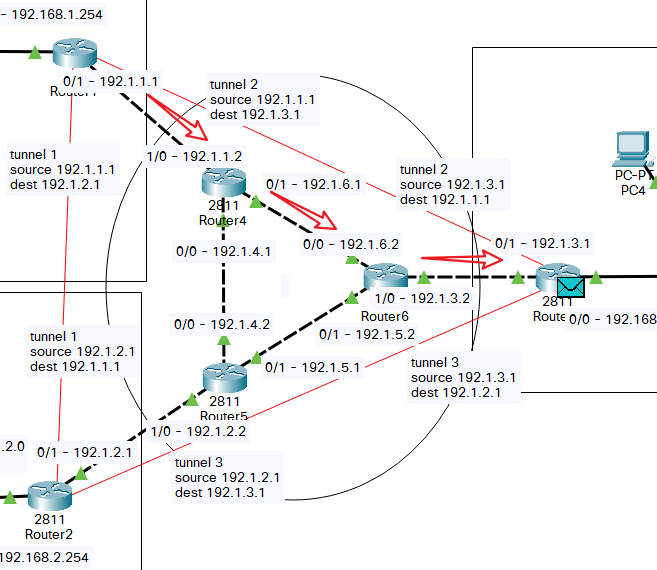 - 192.168.1.254
0/1 - 192.1.1.1
tunnel 2
source 192.1.1.1
dest 192.1.3.1
tunnel 1
source 192.1.1.1
dest 192.1.2.1
1/0 - 192.1.1.2
2811
Router4
0/1 - 192.1.6.1
tunnel 2
source 192.1.3.1
dest 192.1.1.1
PC-P
PC4
0/0 - 192.1.4.1
0/0 - 192.1.6.2
0/1 - 192.1.3.1
1/0 - 192.1.3.2
Router6
2811
Route
0/0 - 192.168
0/0 - 192.1.4.2
0/1 - 192.1.5.2
tunnel 1
source 192.1.2.1
dest 192.1.1.1
0/1 - 192.1.5.1
2811
Router5
tunnel 3
source 192.1.3.1
dest 192.1.2.1
1/0 - 192.1.2.2
.2.0
0/1 - 192.1.2.1
tunnel 3
source 192.1.2.1
dest 192.1.3.1
2811
Router2
192.168.2.254